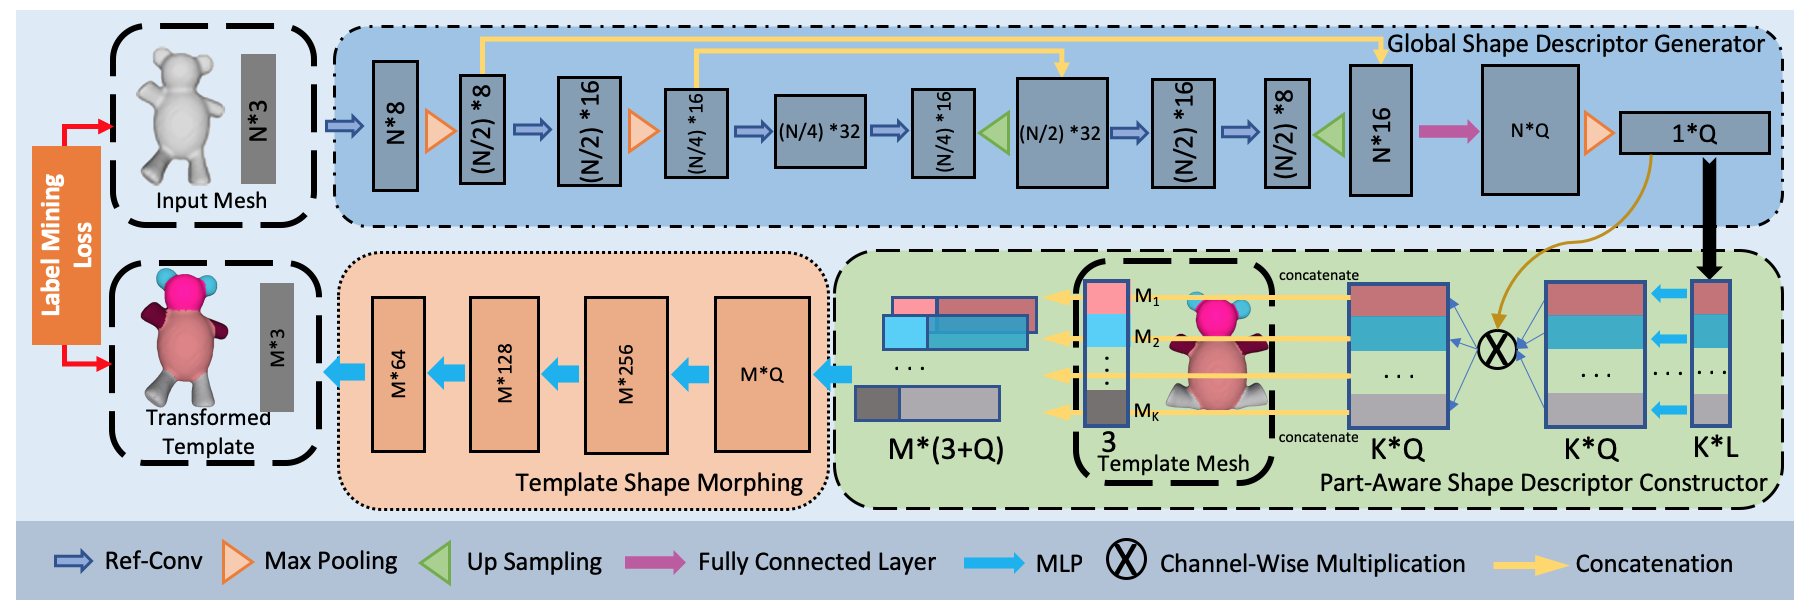 Global Shape Descriptor Generator
N*3
Input Mesh
N*8
(N/2) *8
(N/2) *16
(N/4) *16
(N/4) *32
(N/4) *16
(N/2) *32
(N/2) *16
(N/2) *8
N*16
N*Q
1*Q
Label Mining
Loss
M*3
Transformed
Template
M*64
M*128
M*256
M*Q
Template Shape Morphing
. . .
M*(3+Q)
M1
M2
MK
3
Template Mesh
concatenate
concatenate
. . .
K*Q
. . .
K*Q
. . .
. . .
K*L
Part-Aware Shape Descriptor Constructor
Ref-Conv
Max Pooling
Up Sampling
Fully Connected Layer
MLP
X
Channel-Wise Multiplication
Concatenation